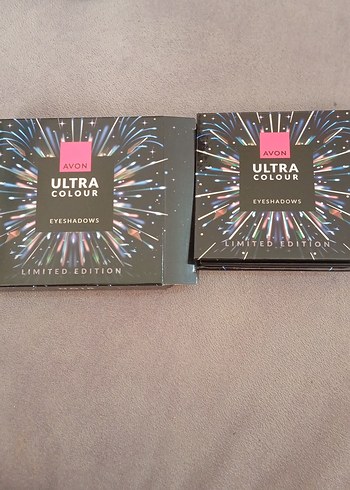 AVON
ULTRA
COLOUR
EYESHADOWS
LIMITED EDITION
AVON
ULTRA
COLOUR
EYESHADOWS
LIMITED EDITION